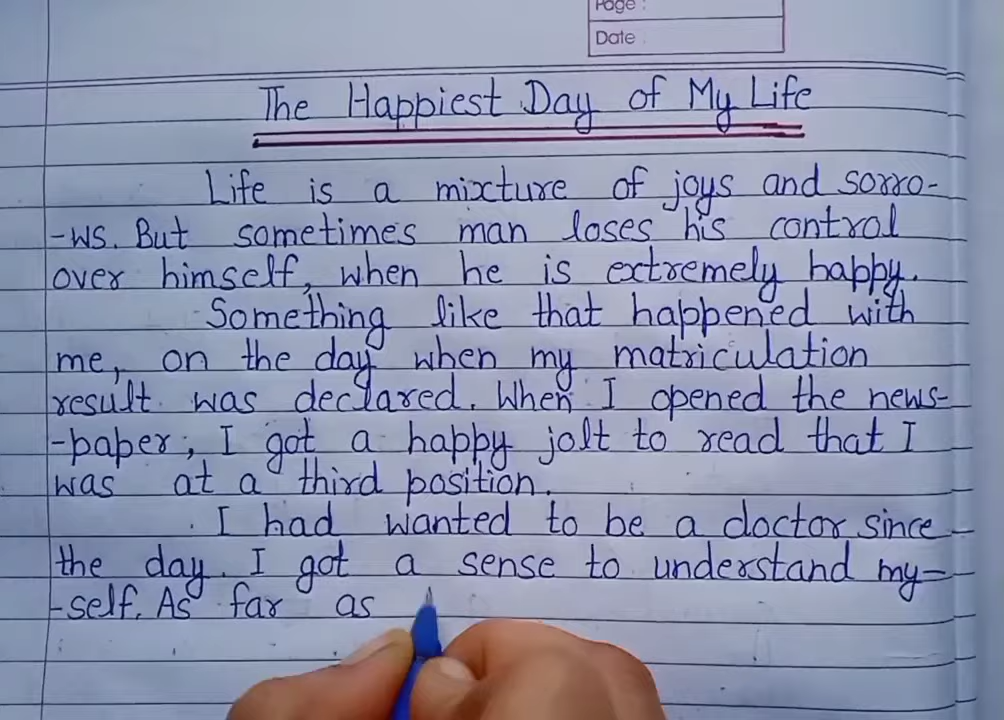 Page :
Date :
The Happiest Day of My Life
Life is a mixture of joys and sorro-
-ws. But sometimes man loses his control
over himself, when he is extremely happy.
Something like that happened with
me, on the day when my matriculation
result was declared. When I opened the news-
-paper, I got a happy jolt to read that I
was at a third position.
I had wanted to be a doctor since
the day. I got a sense to understand my-
-self. As far as